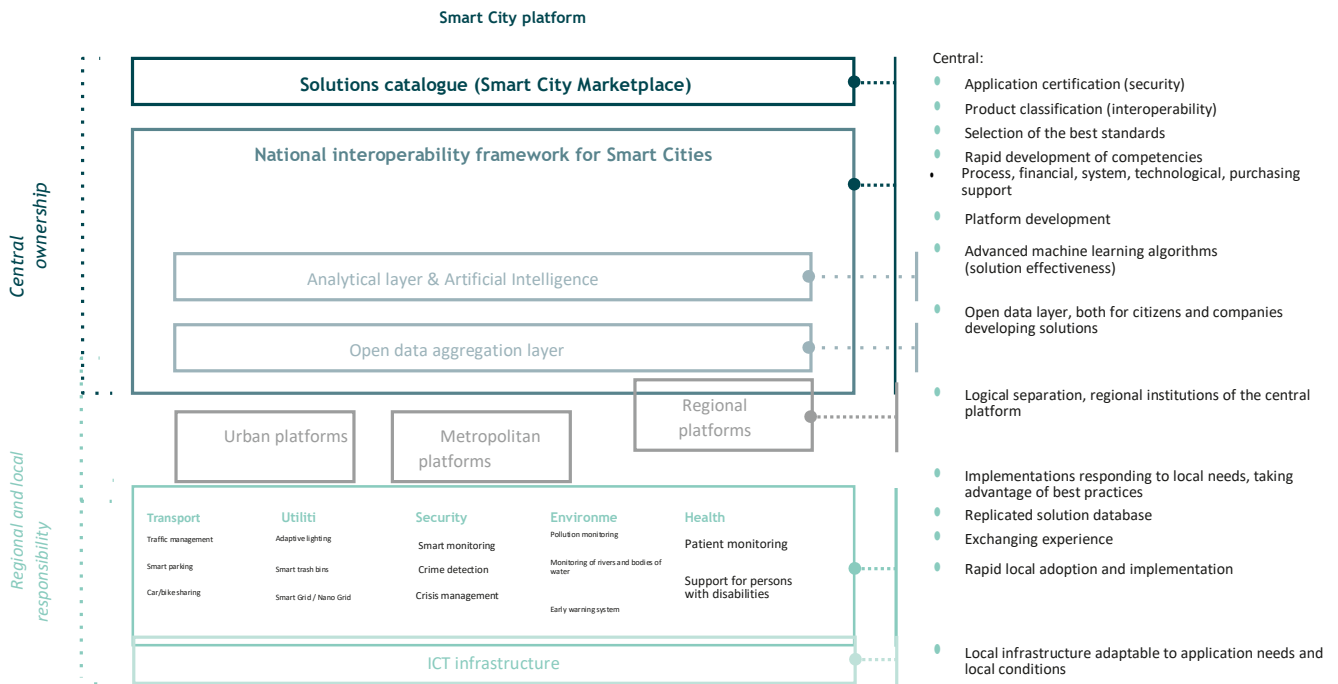 Smart City platform
Solutions catalogue (Smart City Marketplace)
National interoperability framework for Smart Cities
Analytical layer & Artificial Intelligence
Open data aggregation layer
Central
ownership
Regional
platforms
Urban platforms
Metropolitan
platforms
Regional and local
responsibility
Transport
Traffic management
Smart parking
Car/bike sharing
Utiliti
Adaptive lighting
Smart trash bins
Smart Grid / Nano Grid
Security
Smart monitoring
Crime detection
Crisis management
Environme
Pollution monitoring
Monitoring of rivers and bodies of
water
Early warning system
Health
Patient monitoring
Support for persons
with disabilities
ICT infrastructure
Central:
Application certification (security)
Product classification (interoperability)
Selection of the best standards
Rapid development of competencies
Process, financial, system, technological, purchasing
support
Platform development
Advanced machine learning algorithms
(solution effectiveness)
Open data layer, both for citizens and companies
developing solutions
Logical separation, regional institutions of the central
platform
Implementations responding to local needs, taking
advantage of best practices
Replicated solution database
Exchanging experience
Rapid local adoption and implementation
Local infrastructure adaptable to application needs and
local conditions